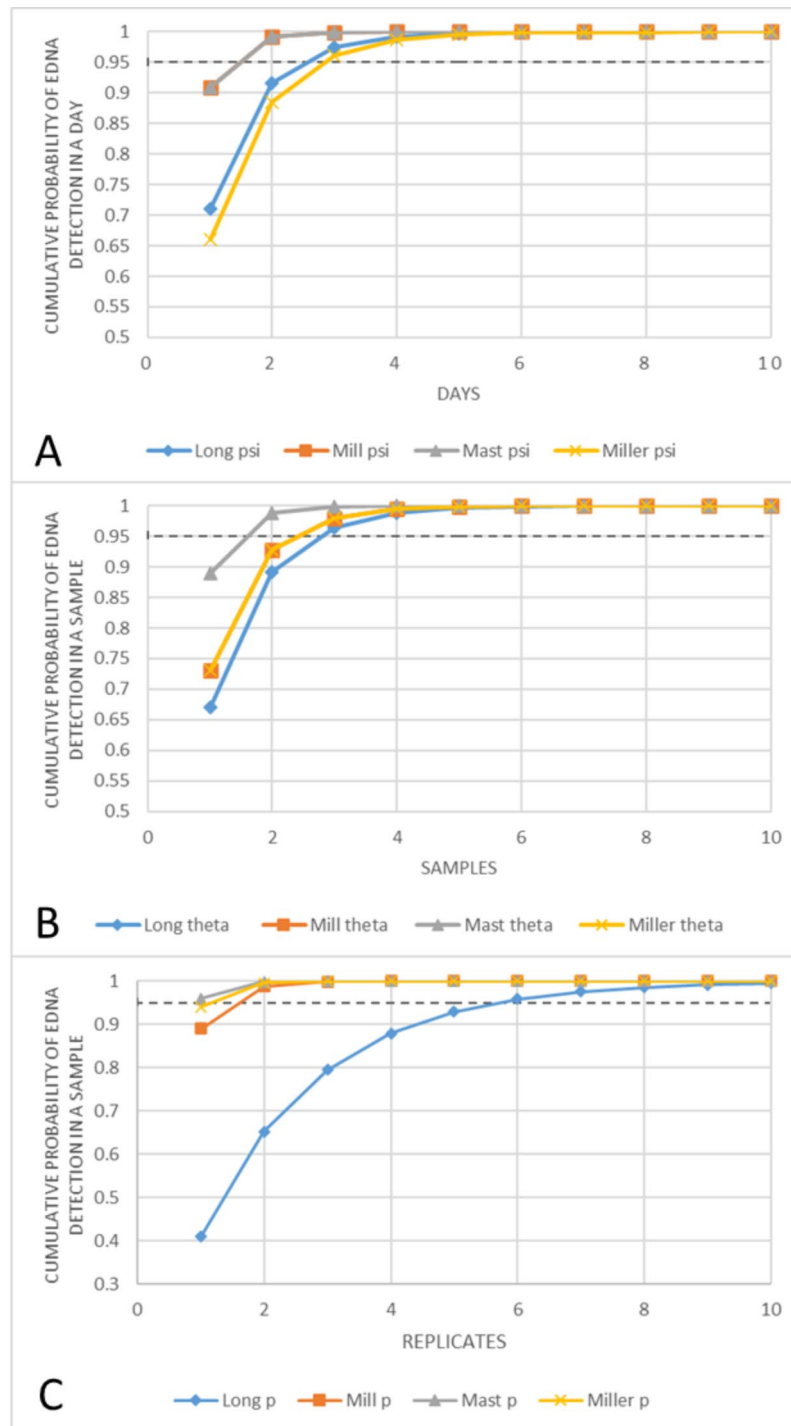 CUMULATIVE PROBABILITY OF EDNA
DETECTION IN A DAY
1
0.95
0.9
0.85
0.8
0.75
0.7
0.65
0.6
0.55
0.5
0 2 4 6 8 10
DAYS
A
Long psi Mill psi Mast psi Miller psi
CUMULATIVE PROBABILITY OF EDNA
DETECTION IN A SAMPLE
1
0.95
0.9
0.85
0.8
0.75
0.7
0.65
0.6
0.55
0.5
0 2 4 6 8 10
SAMPLES
B
Long theta Mill theta Mast theta Miller theta
CUMULATIVE PROBABILITY OF EDNA
DETECTION IN A SAMPLE
1
0.9
0.8
0.7
0.6
0.5
0.4
0.3
0 2 4 6 8 10
REPLICATES
C
Long p Mill p Mast p Miller p